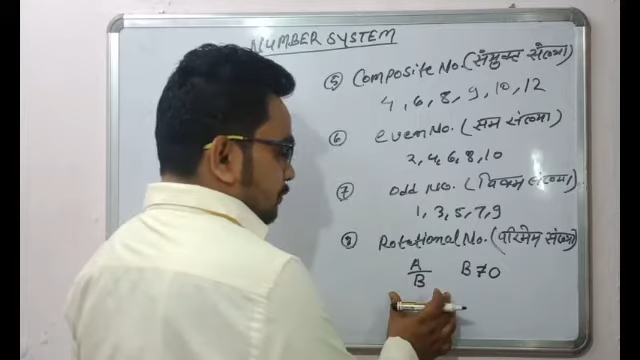 NUMBER SYSTEM
⑤ Composite No. (संयुक्त संख्या)
4, 6, 8, 9, 10, 12
⑥ even No. (सम संख्या)
2, 4, 6, 8, 10
⑦ odd No. (विषम संख्या)
1, 3, 5, 7, 9
⑧ Rotational No. (परिमेय संख्या)
A/B B≠0